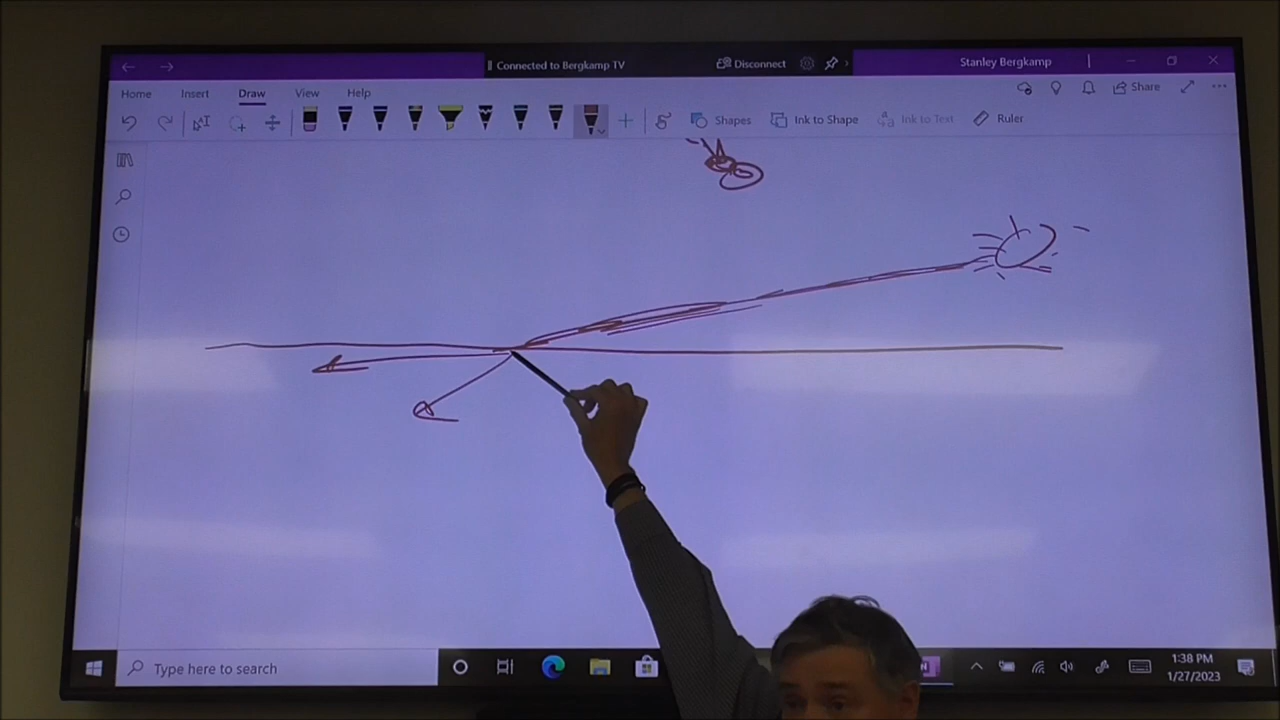 Connected to Bergkamp TV
Disconnect
Stanley Bergkamp
Home Insert Draw View Help
Share
Shapes Ink to Shape Ink to Text Ruler
Type here to search
N
1:38 PM
1/27/2023